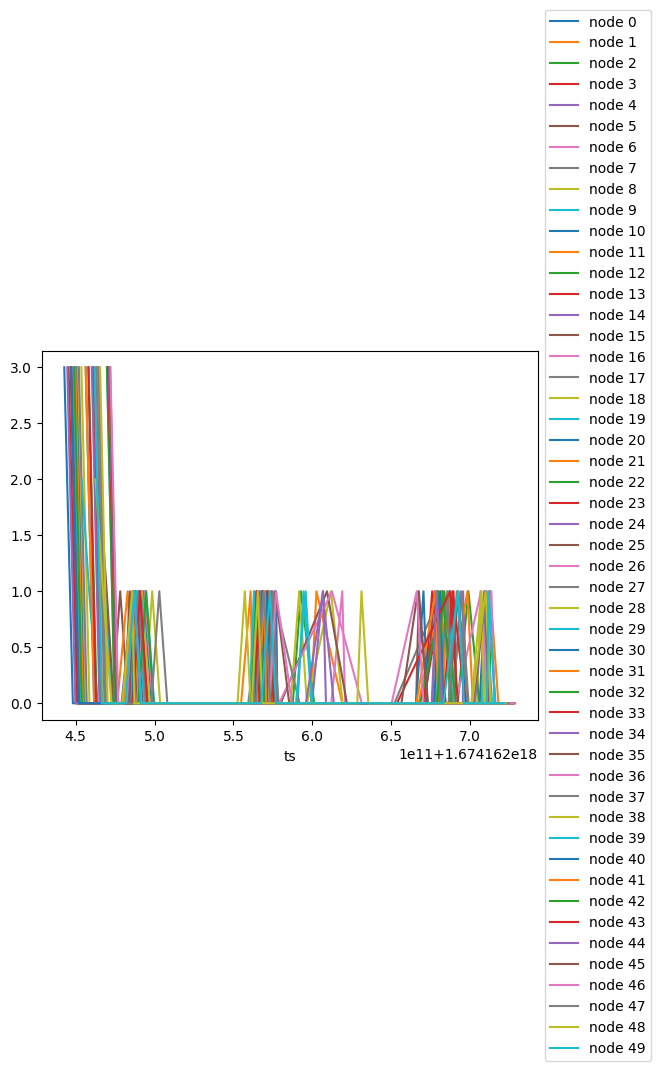 3.0
2.5
2.0
1.5
1.0
0.5
0.0
4.5 5.0 5.5 6.0 6.5 7.0
ts
1e11+1.674162e18
node 0
node 1
node 2
node 3
node 4
node 5
node 6
node 7
node 8
node 9
node 10
node 11
node 12
node 13
node 14
node 15
node 16
node 17
node 18
node 19
node 20
node 21
node 22
node 23
node 24
node 25
node 26
node 27
node 28
node 29
node 30
node 31
node 32
node 33
node 34
node 35
node 36
node 37
node 38
node 39
node 40
node 41
node 42
node 43
node 44
node 45
node 46
node 47
node 48
node 49